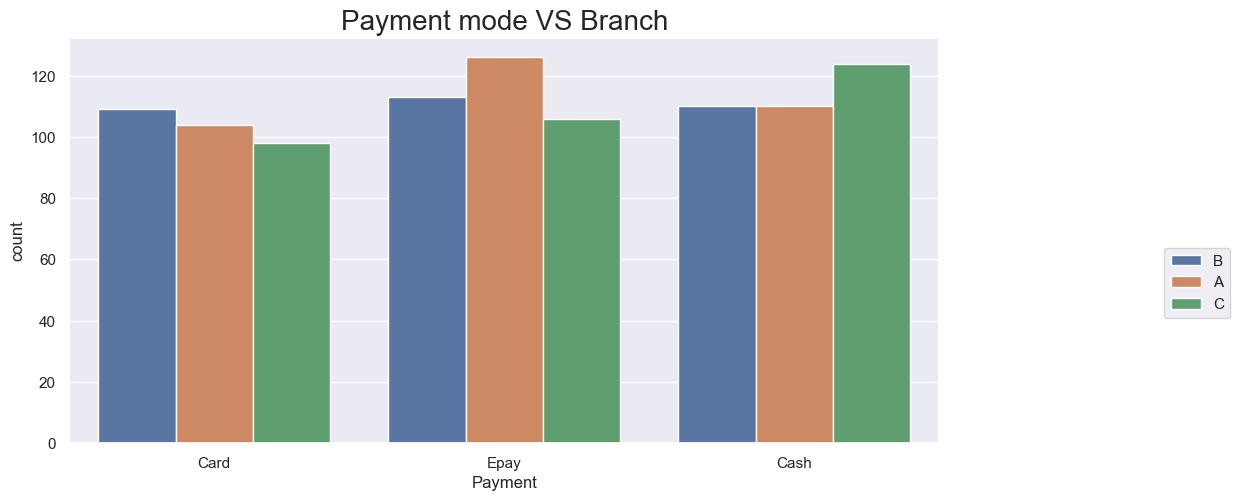 Payment mode VS Branch
count
120
100
80
60
40
20
0
Card Epay Cash
Payment
B
A
C